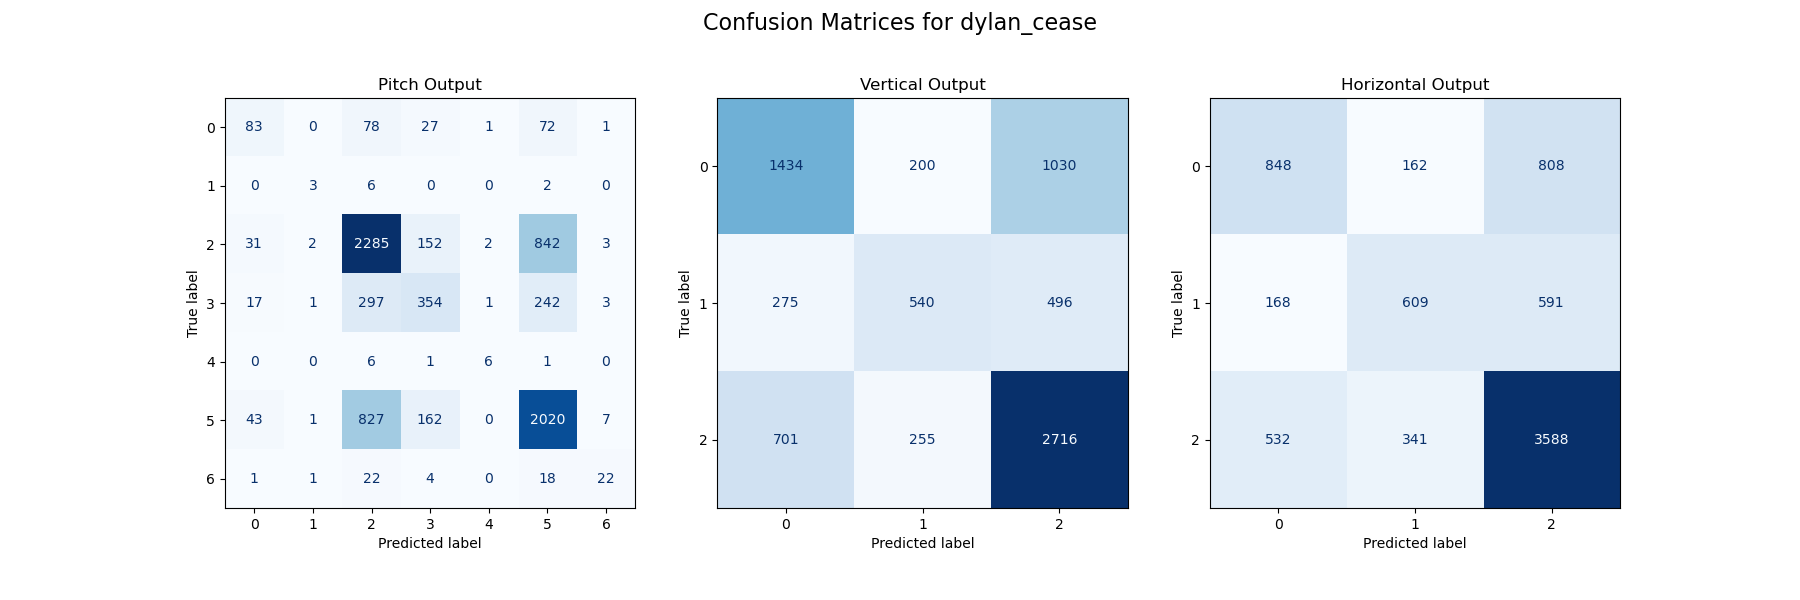 Confusion Matrices for dylan_cease
Pitch Output
True label
0 83 0 78 27 1 72 1
1 0 3 6 0 0 2 0
2 31 2 2285 152 2 842 3
3 17 1 297 354 1 242 3
4 0 0 6 1 6 1 0
5 43 1 827 162 0 2020 7
6 1 1 22 4 0 18 22
0 1 2 3 4 5 6
Predicted label
Vertical Output
True label
0 1434 200 1030
1 275 540 496
2 701 255 2716
0 1 2
Predicted label
Horizontal Output
True label
0 848 162 808
1 168 609 591
2 532 341 3588
0 1 2
Predicted label